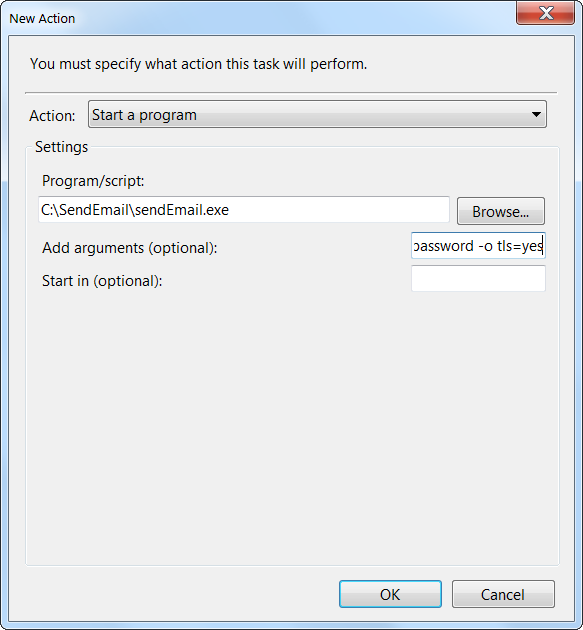 New Action
You must specify what action this task will perform.
Action: Start a program
Settings
Program/script:
C:\SendEmail\sendEmail.exe Browse...
Add arguments (optional): password -o tls=yes
Start in (optional):
OK Cancel